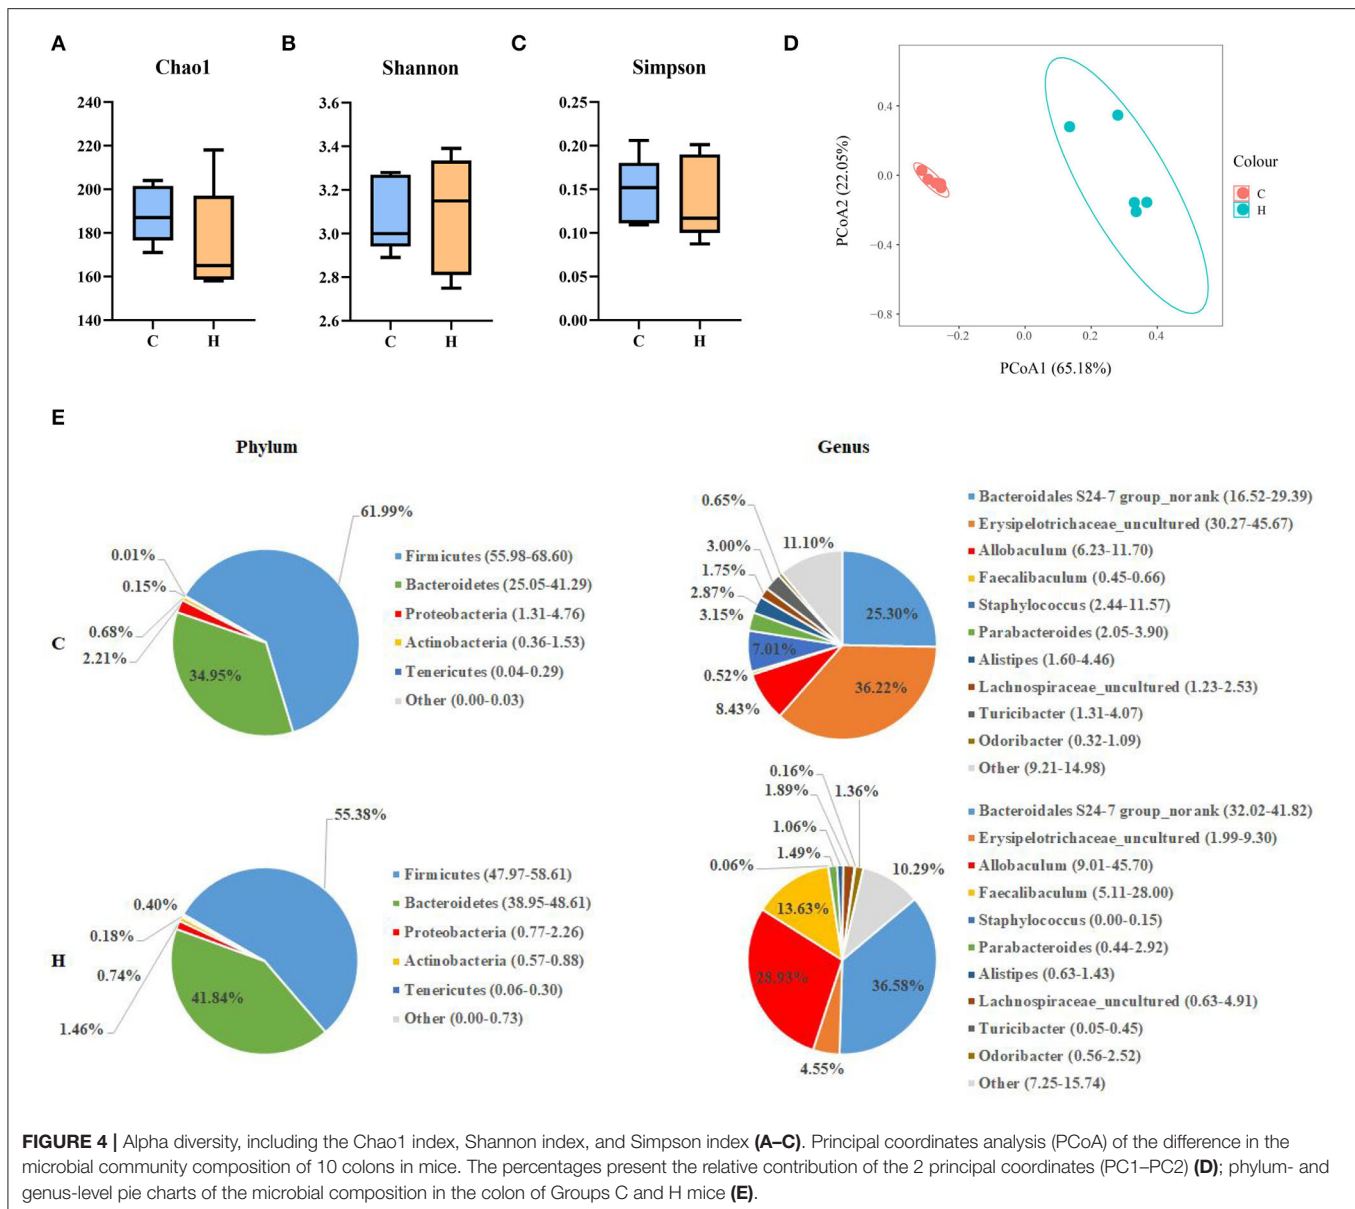 A
Chao1
240
220
200
180
160
140
C
H
B
Shannon
3.6
3.4
3.2
3.0
2.8
2.6
C
H
C
Simpson
0.25
0.20
0.15
0.10
0.05
0.00
C
H
D
PCoA2 (22.05%)
0.4
0.0
−0.4
−0.8
−0.2
0.0
0.2
0.4
PCoA1 (65.18%)
Colour
C
H
E
Phylum
C
61.99%
0.01%
0.15%
0.68%
2.21%
34.95%
Firmicutes (55.98-68.60)
Bacteroidetes (25.05-41.29)
Proteobacteria (1.31-4.76)
Actinobacteria (0.36-1.53)
Tenericutes (0.04-0.29)
Other (0.00-0.03)
Genus
0.65%
3.00%
1.75%
2.87%
3.15%
7.01%
0.52%
8.43%
11.10%
25.30%
36.22%
Bacteroidales S24-7 group_norank (16.52-29.39)
Erysipelotrichaceae_uncultured (30.27-45.67)
Allobaculum (6.23-11.70)
Faecalibaculum (0.45-0.66)
Staphylococcus (2.44-11.57)
Parabacteroides (2.05-3.90)
Alistipes (1.60-4.46)
Lachnospiraceae_uncultured (1.23-2.53)
Turicibacter (1.31-4.07)
Odoribacter (0.32-1.09)
Other (9.21-14.98)
H
55.38%
0.40%
0.18%
0.74%
1.46%
41.84%
Firmicutes (47.97-58.61)
Bacteroidetes (38.95-48.61)
Proteobacteria (0.77-2.26)
Actinobacteria (0.57-0.88)
Tenericutes (0.06-0.30)
Other (0.00-0.73)
0.16%
1.89%
1.36%
1.06%
1.49%
0.06%
10.29%
13.63%
28.93%
36.58%
4.55%
Bacteroidales S24-7 group_norank (32.02-41.82)
Erysipelotrichaceae_uncultured (1.99-9.30)
Allobaculum (9.01-45.70)
Faecalibaculum (5.11-28.00)
Staphylococcus (0.00-0.15)
Parabacteroides (0.44-2.92)
Alistipes (0.63-1.43)
Lachnospiraceae_uncultured (0.63-4.91)
Turicibacter (0.05-0.45)
Odoribacter (0.56-2.52)
Other (7.25-15.74)
FIGURE 4 | Alpha diversity, including the Chao1 index, Shannon index, and Simpson index (A–C). Principal coordinates analysis (PCoA) of the difference in the
microbial community composition of 10 colons in mice. The percentages present the relative contribution of the 2 principal coordinates (PC1–PC2) (D); phylum- and
genus-level pie charts of the microbial composition in the colon of Groups C and H mice (E).